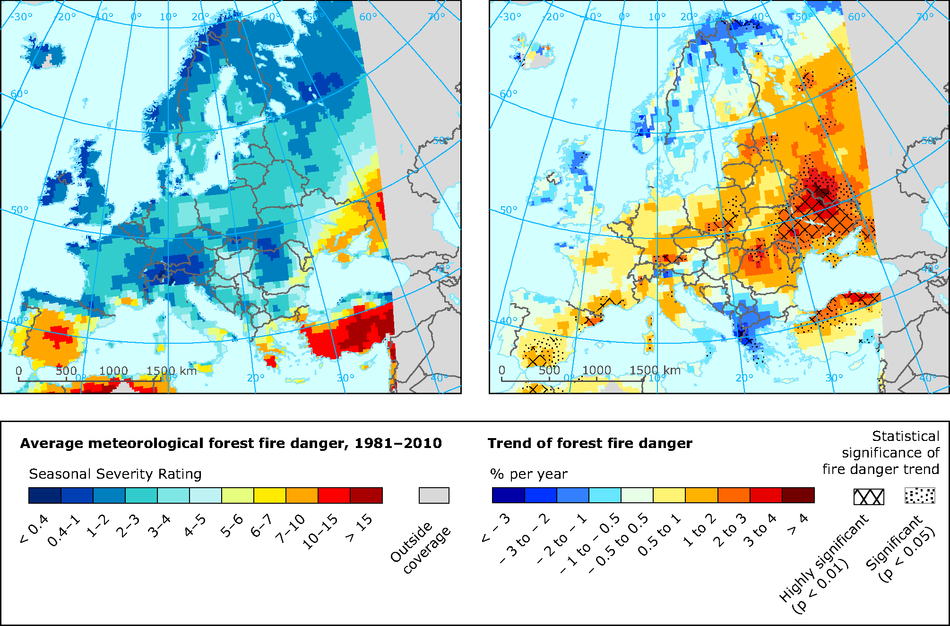 -30° -20° -10° 0° 10° 20° 30° 40° 50° 60° 70°
60°
50°
50°
40°
40°
0 500 1000 1500 km
20° 30° 40°
-30° -20° -10° 0° 10° 20° 30° 40° 50° 60° 70°
60°
50°
50°
40°
40°
0 500 1000 1500 km
20° 30° 40°
Average meteorological forest fire danger, 1981–2010
Seasonal Severity Rating
< 0.4
0.4–1
1–2
2–3
3–4
4–5
5–6
6–7
7–10
10–15
> 15
Outside
coverage
Trend of forest fire danger
% per year
< – 3
– 3 to – 2
– 2 to – 1
– 1 to – 0.5
– 0.5 to 0.5
0.5 to 1
1 to 2
2 to 3
3 to 4
> 4
Statistical
significance of
fire danger trend
Highly significant
(p < 0.01)
Significant
(p < 0.05)